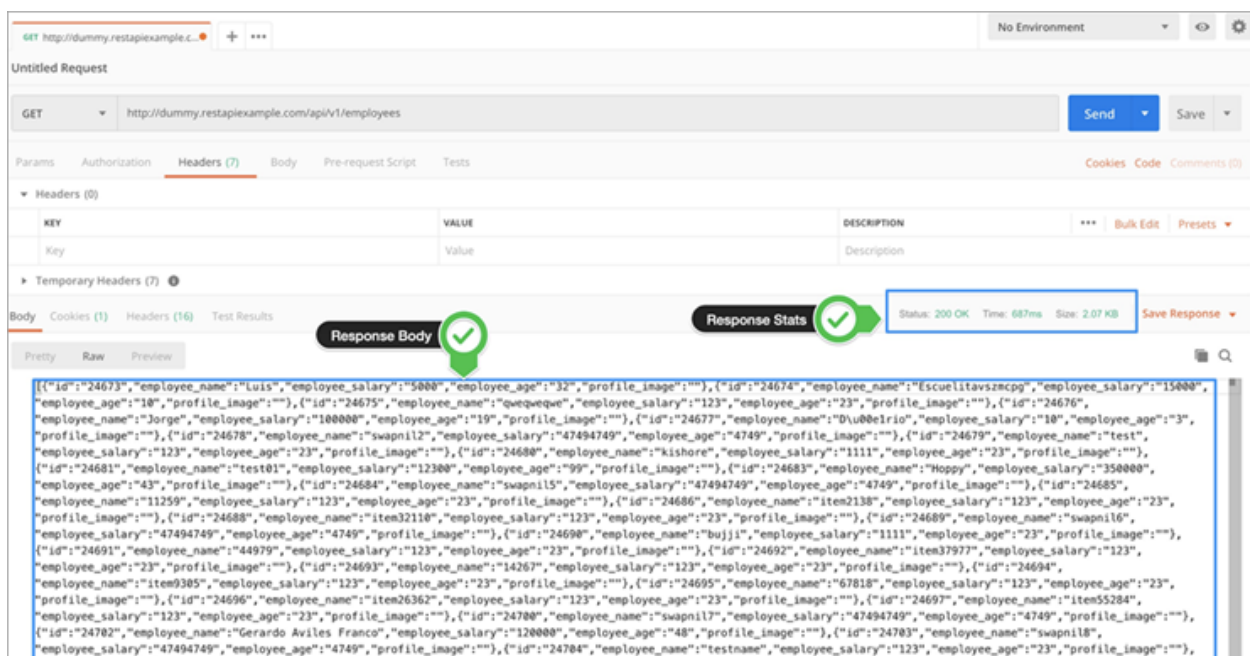 GET http://dummy.restapiexample.c...
No Environment
Untitled Request
GET http://dummy.restapiexample.com/api/v1/employees Send Save
Params Authorization Headers (7) Body Pre-request Script Tests Cookies Code Comments (0)
Headers (0)
KEY VALUE DESCRIPTION Bulk Edit Presets
Key Value Description
Temporary Headers (7)
Body Cookies (1) Headers (16) Test Results Response Body Response Stats Status: 200 OK Time: 687ms Size: 2.07 KB Save Response
Pretty Raw Preview
[{"id":"24673","employee_name":"Luis","employee_salary":"5000","employee_age":"32","profile_image":""},{"id":"24674","employee_name":"Escuelitavszmcpg","employee_salary":"15000",
"employee_age":"10","profile_image":""},{"id":"24675","employee_name":"qweqweqwe","employee_salary":"123","employee_age":"23","profile_image":""},{"id":"24676",
"employee_name":"Jorge","employee_salary":"100000","employee_age":"19","profile_image":""},{"id":"24677","employee_name":"D\u00e1rio","employee_salary":"10","employee_age":"3",
"profile_image":""},{"id":"24678","employee_name":"swapnil2","employee_salary":"47494749","employee_age":"4749","profile_image":""},{"id":"24679","employee_name":"test",
"employee_salary":"123","employee_age":"23","profile_image":""},{"id":"24680","employee_name":"kishore","employee_salary":"1111","employee_age":"23","profile_image":""},
{"id":"24681","employee_name":"test01","employee_salary":"12300","employee_age":"99","profile_image":""},{"id":"24683","employee_name":"Hoppy","employee_salary":"350000",
"employee_age":"43","profile_image":""},{"id":"24684","employee_name":"swapnil5","employee_salary":"47494749","employee_age":"4749","profile_image":""},{"id":"24685",
"employee_name":"11259","employee_salary":"123","employee_age":"23","profile_image":""},{"id":"24686","employee_name":"item2138","employee_salary":"123","employee_age":"23",
"profile_image":""},{"id":"24688","employee_name":"item32110","employee_salary":"123","employee_age":"23","profile_image":""},{"id":"24689","employee_name":"swapnil6",
"employee_salary":"47494749","employee_age":"4749","profile_image":""},{"id":"24690","employee_name":"bujji","employee_salary":"1111","employee_age":"23","profile_image":""},
{"id":"24691","employee_name":"44979","employee_salary":"123","employee_age":"23","profile_image":""},{"id":"24692","employee_name":"item37977","employee_salary":"123",
"employee_age":"23","profile_image":""},{"id":"24693","employee_name":"14267","employee_salary":"123","employee_age":"23","profile_image":""},{"id":"24694",
"employee_name":"item9305","employee_salary":"123","employee_age":"23","profile_image":""},{"id":"24695","employee_name":"67818","employee_salary":"123","employee_age":"23",
"profile_image":""},{"id":"24696","employee_name":"item26362","employee_salary":"123","employee_age":"23","profile_image":""},{"id":"24697","employee_name":"item55284",
"employee_salary":"123","employee_age":"23","profile_image":""},{"id":"24700","employee_name":"swapnil7","employee_salary":"47494749","employee_age":"4749","profile_image":""},
{"id":"24702","employee_name":"Gerardo Aviles Franco","employee_salary":"120000","employee_age":"48","profile_image":""},{"id":"24703","employee_name":"swapnil8",
"employee_salary":"47494749","employee_age":"4749","profile_image":""},{"id":"24704","employee_name":"testname","employee_salary":"123","employee_age":"23","profile_image":""},